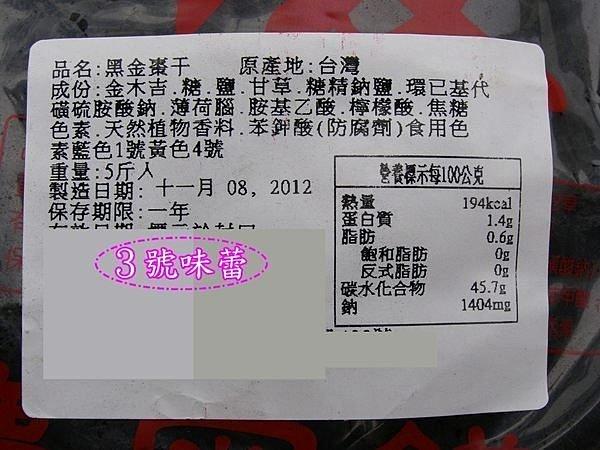 品名:黑金棗干 原產地:台灣
成份:金木吉.糖.鹽.甘草.糖精鈉鹽.環已基代
磺硫胺酸鈉.薄荷腦.胺基乙酸.檸檬酸.焦糖
色素.天然植物香料.苯鉀酸(防腐劑)食用色
素藍色1號黃色4號
重量:5斤人
製造日期:十一月 08, 2012
保存期限:一年
3號味蕾
營養標示每100公克
熱量 194kcal
蛋白質 1.4g
脂肪 0.6g
飽和脂肪 0g
反式脂肪 0g
碳水化合物 45.7g
鈉 1404mg